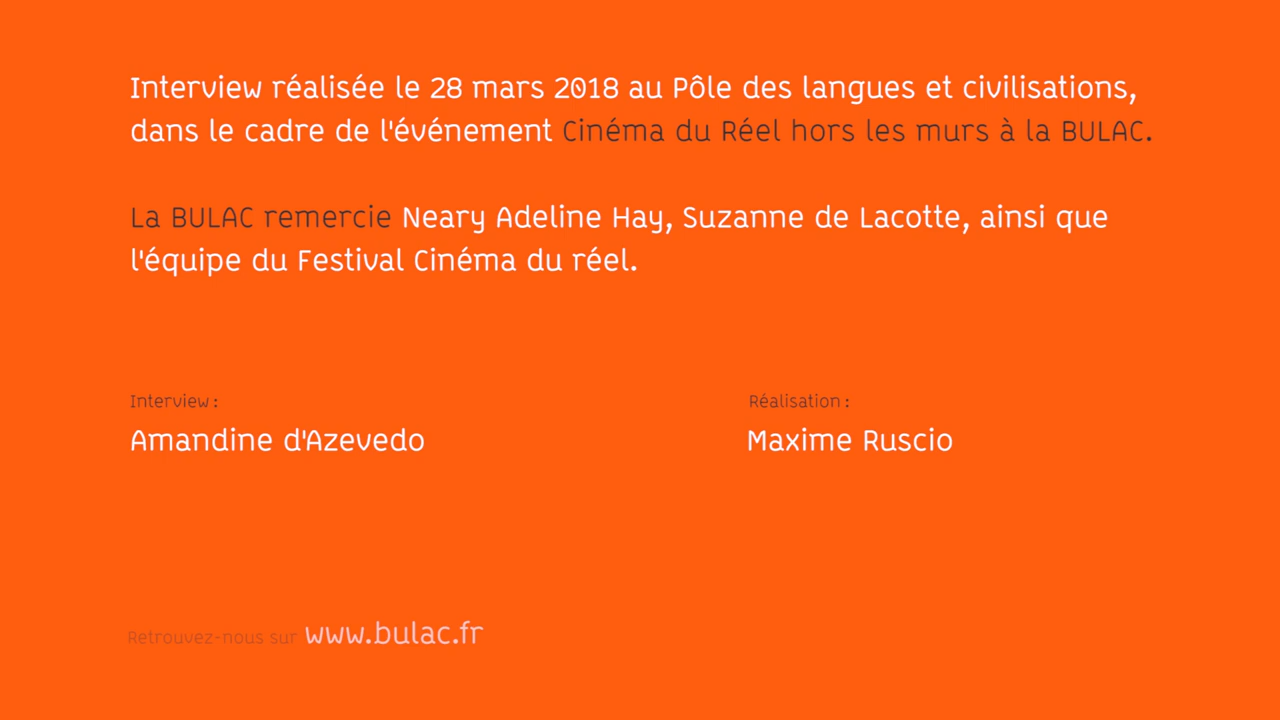 Interview réalisée le 28 mars 2018 au Pôle des langues et civilisations,
dans le cadre de l'événement Cinéma du Réel hors les murs à la BULAC.
La BULAC remercie Neary Adeline Hay, Suzanne de Lacotte, ainsi que
l'équipe du Festival Cinéma du réel.
Interview :
Amandine d'Azevedo
Réalisation :
Maxime Ruscio
Retrouvez-nous sur www.bulac.fr